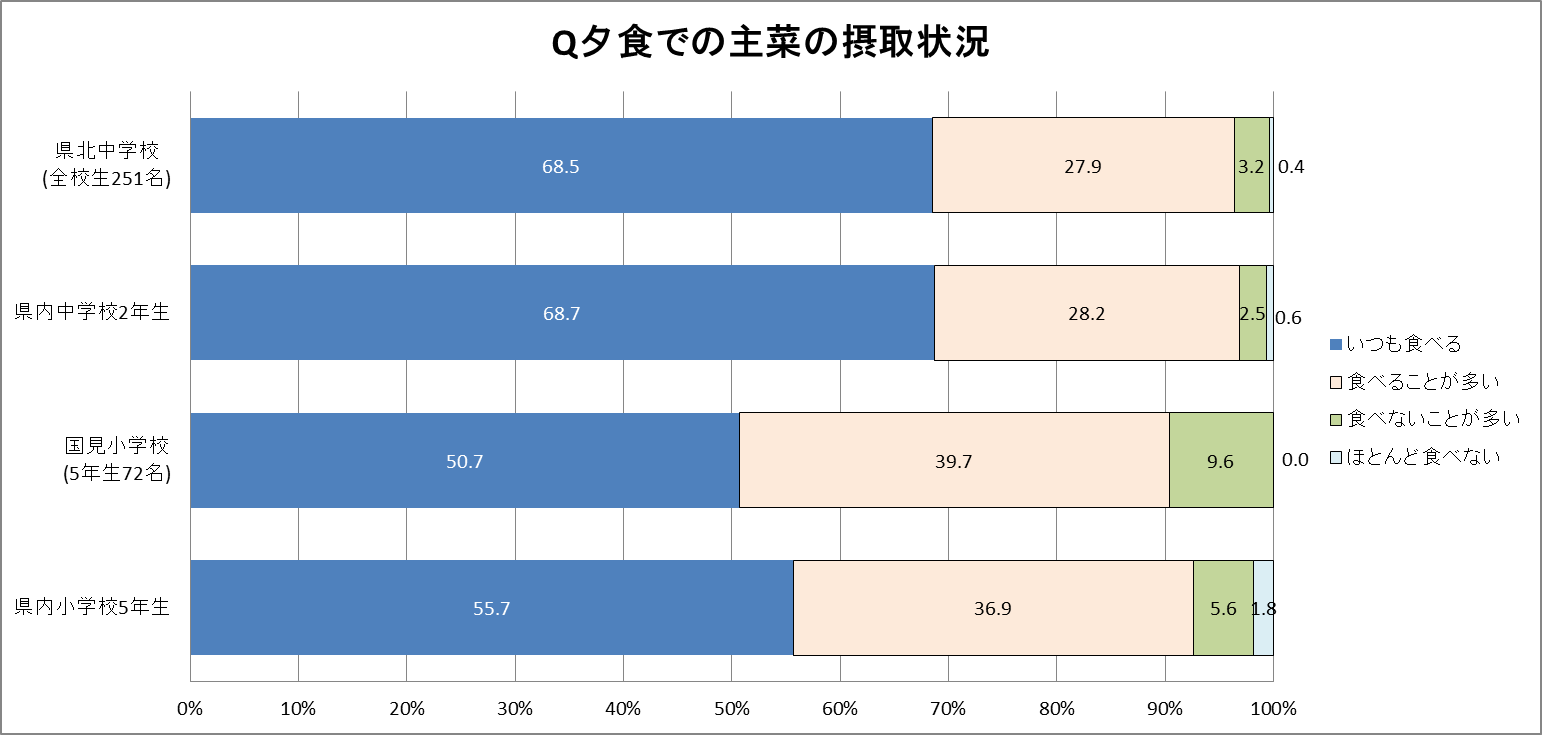 Q夕食での主菜の摂取状況
県北中学校
(全校生251名)
68.5
27.9
3.2
0.4
県内中学校2年生
68.7
28.2
2.5
0.6
国見小学校
(5年生72名)
50.7
39.7
9.6
0.0
県内小学校5年生
55.7
36.9
5.6
1.8
0%
10%
20%
30%
40%
50%
60%
70%
80%
90%
100%
いつも食べる
食べることが多い
食べないことが多い
ほとんど食べない